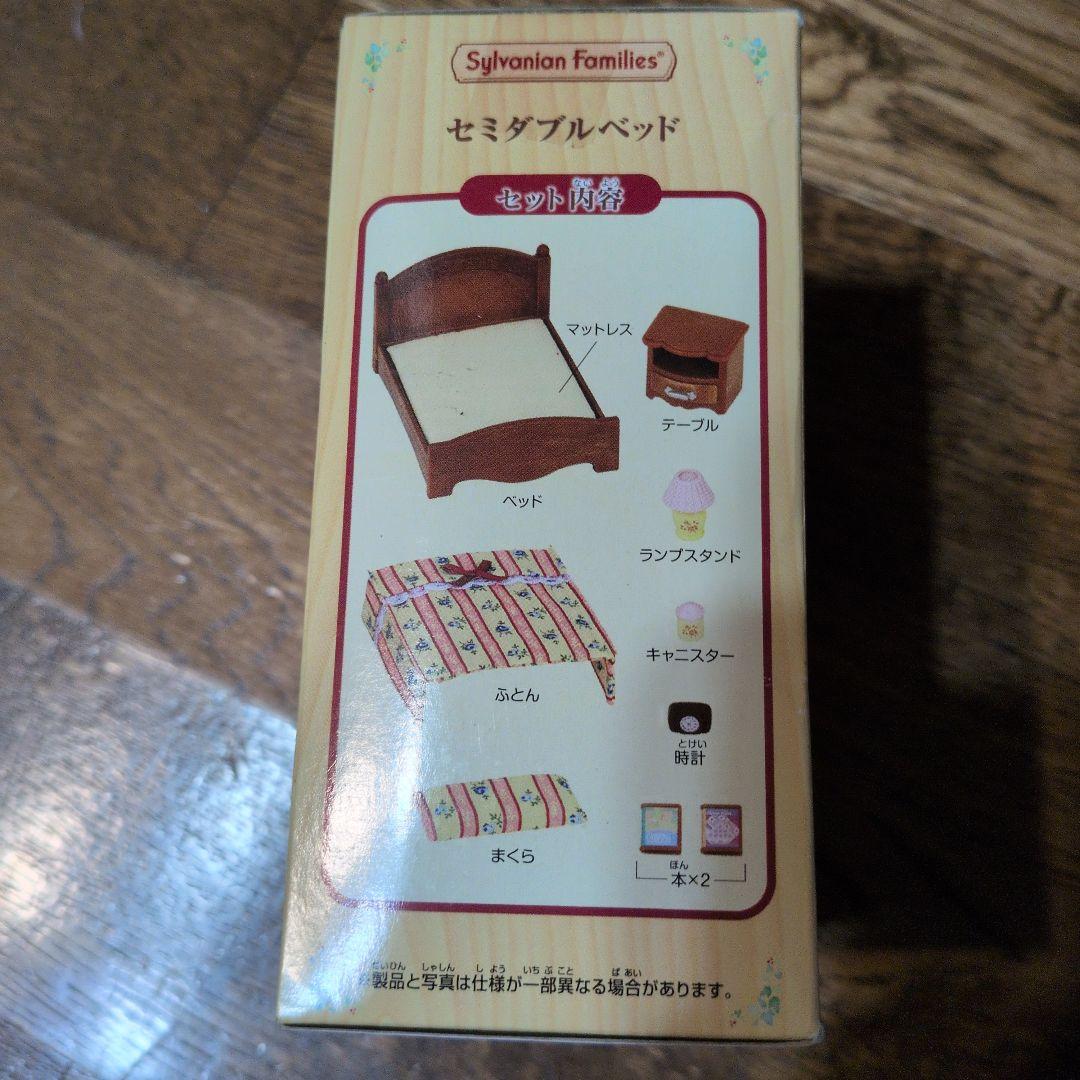 Sylvanian Families®
セミダブルベッド
ない よう
セット内容
マットレス
ベッド
テーブル
ランプスタンド
キャニスター
とけい
時計
ふとん
まくら
ほん
本×2
しゃしん し よう いち ぶ こと ば あい
製品と写真は仕様が一部異なる場合があります。